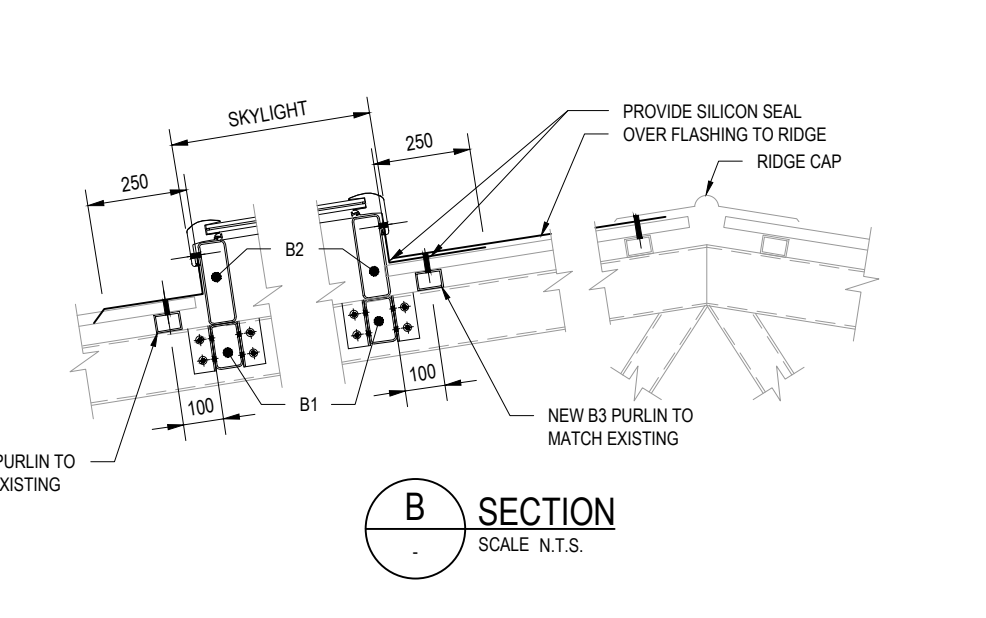 SKYLIGHT
PROVIDE SILICON SEAL
OVER FLASHING TO RIDGE
RIDGE CAP
250
250
B2
100
100
B1
NEW B3 PURLIN TO
MATCH EXISTING
PURLIN TO
XISTING
B
-
SECTION
SCALE N.T.S.